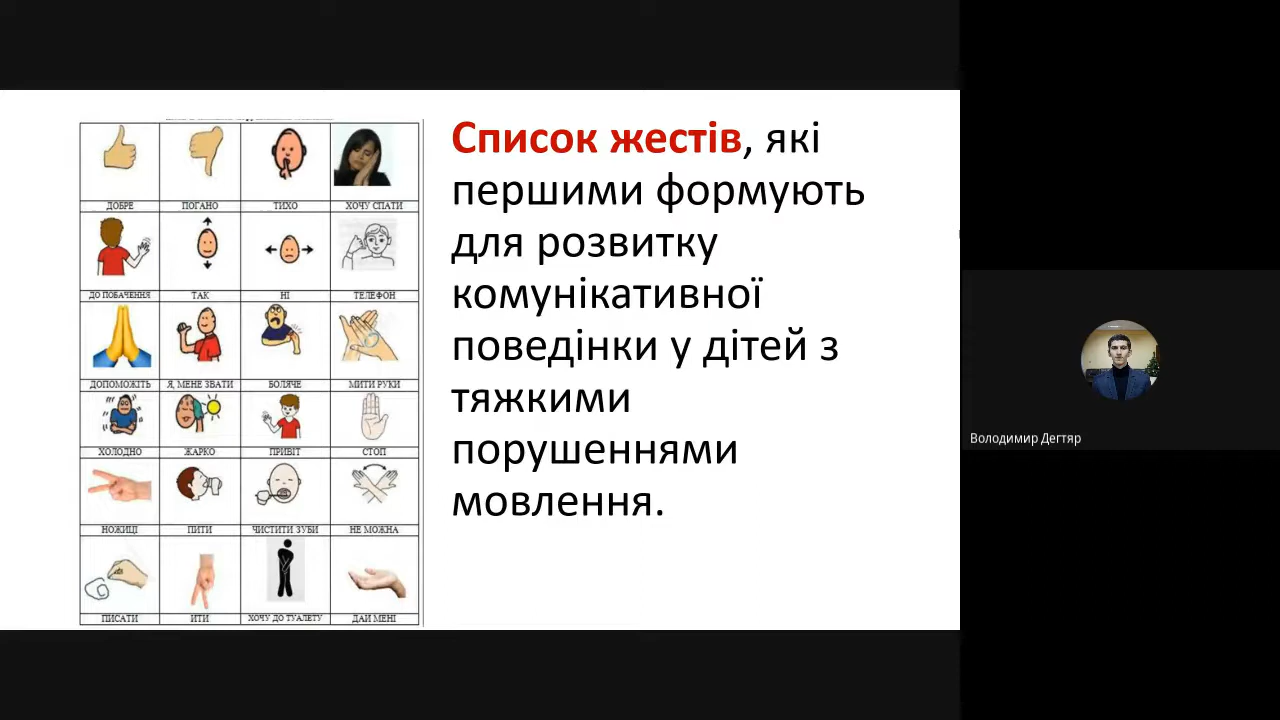 ДОБРЕ ПОГАНО ТИХО ХОЧУ СПАТИ
ДО ПОБАЧЕННЯ ТАК НІ ТЕЛЕФОН
ДОПОМОЖІТЬ Я, МЕНЕ ЗВАТИ БОЛЯЧЕ МИТИ РУКИ
ХОЛОДНО ЖАРКО ПРИВІТ СТОП
НОЖИЦІ ПИТИ ЧИСТИТИ ЗУБИ НЕ МОЖНА
ПИСАТИ ІТИ ХОЧУ ДО ТУАЛЕТУ ДАЙ МЕНІ
Список жестів, які
першими формують
для розвитку
комунікативної
поведінки у дітей з
тяжкими
порушеннями
мовлення.
Володимир Дегтяр